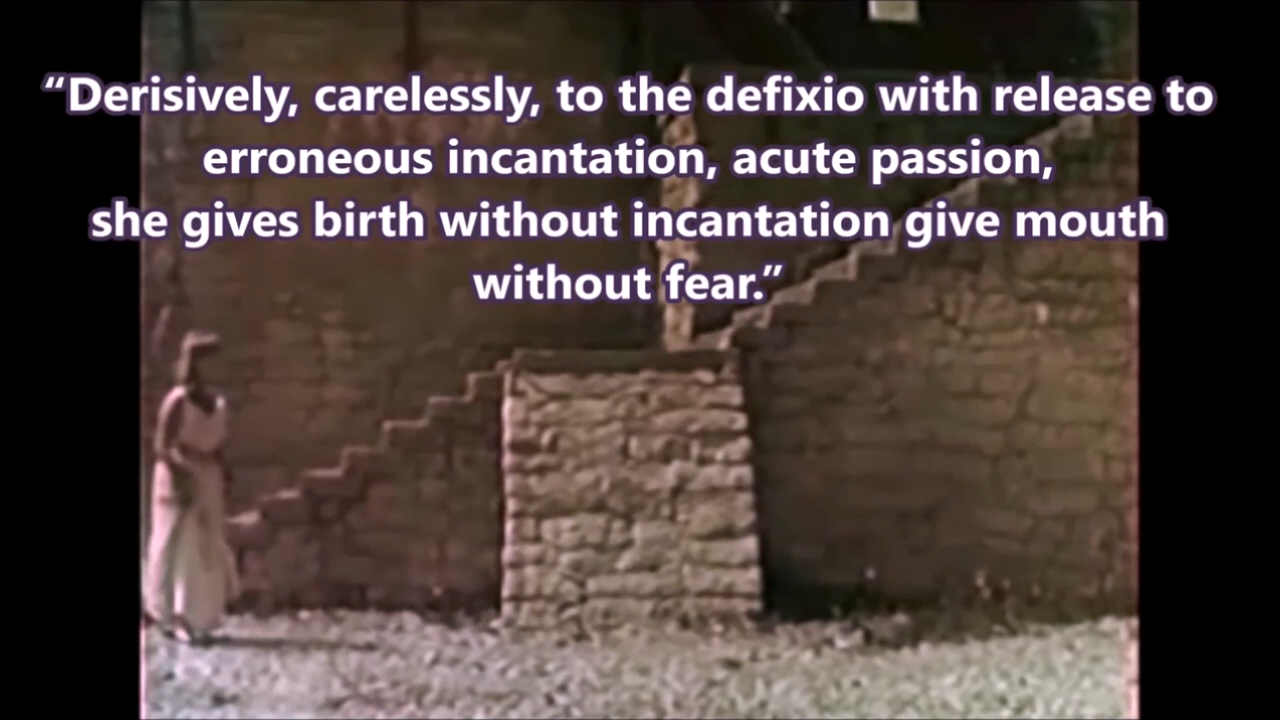 “Derisively, carelessly, to the defixio with release to
erroneous incantation, acute passion,
she gives birth without incantation give mouth
without fear.”